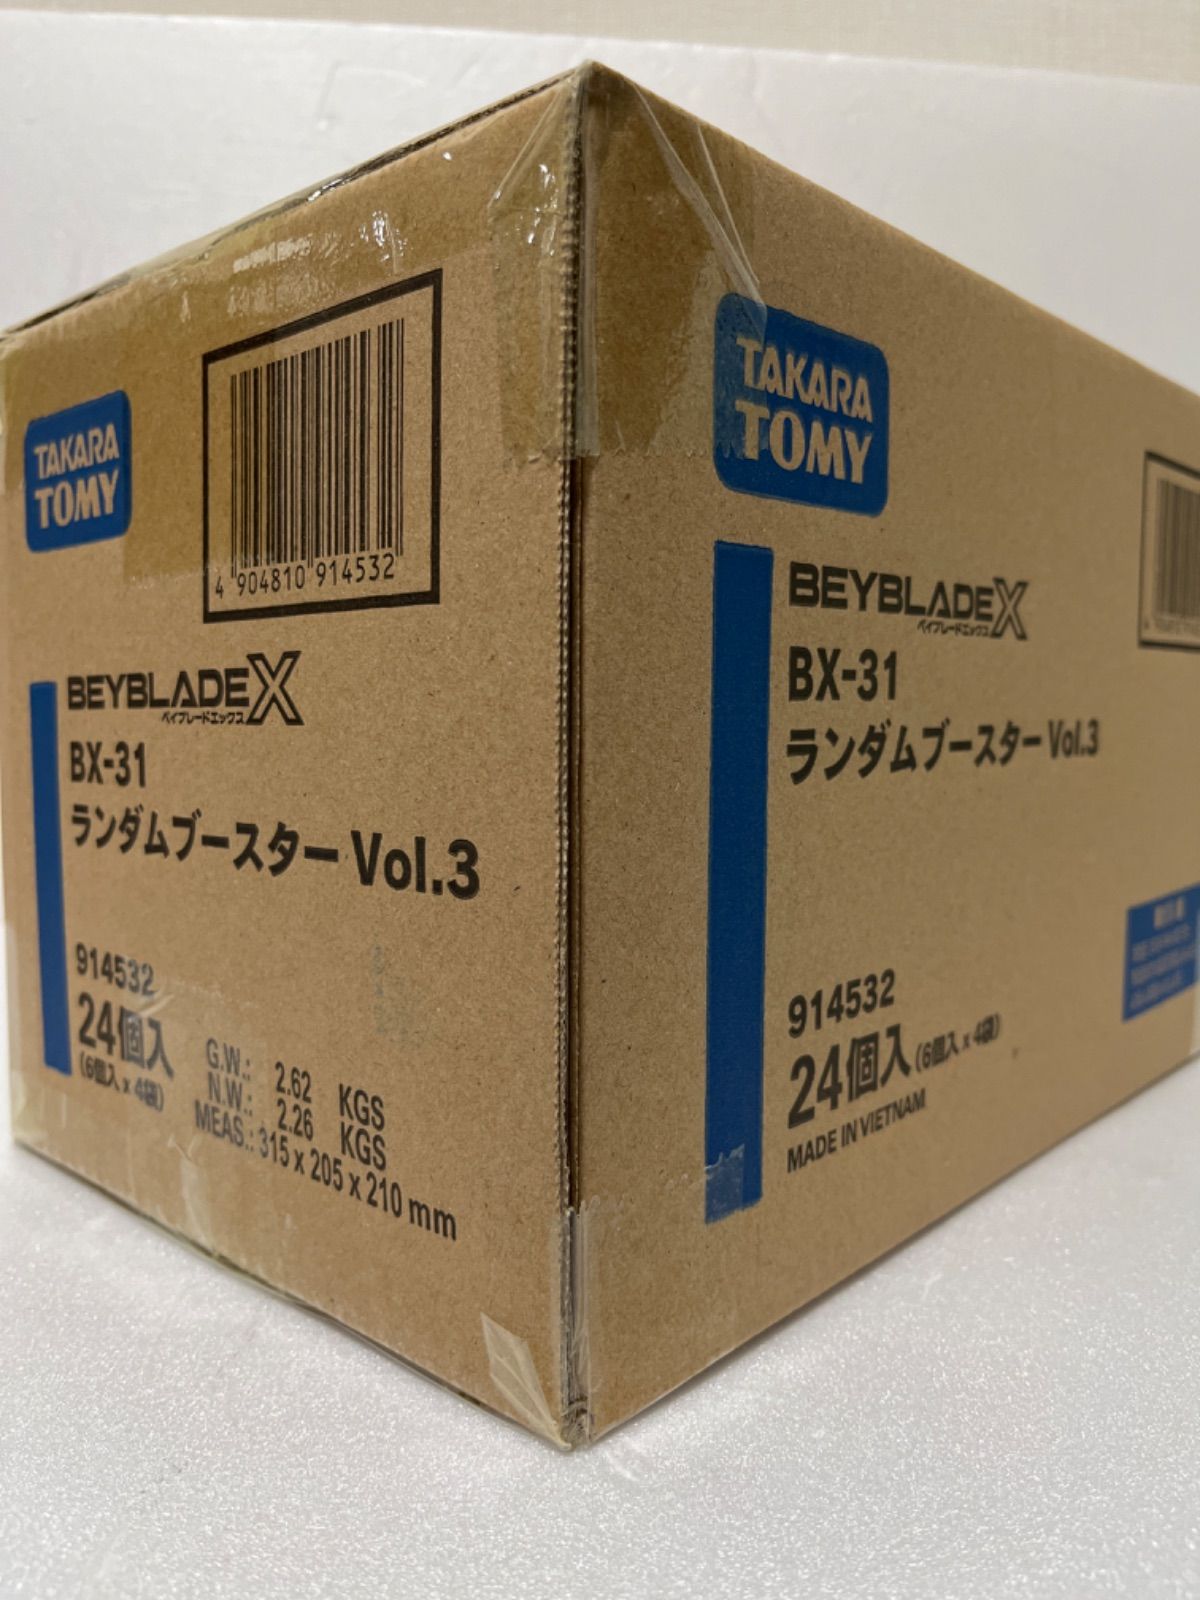 TAKARA
TOMY
4 904810 914532
BEYBLADE X
ベイブレードエックス
BX-31
ランダムブースター Vol.3
914532
24個入
(6個入 x 4袋)
G.W.: 2.62 KGS
N.W.: 2.26 KGS
MEAS.: 315 x 205 x 210 mm
TAKARA
TOMY
BEYBLADE X
ベイブレードエックス
BX-31
ランダムブースター Vol.3
914532
24個入 (6個入 x 4袋)
MADE IN VIETNAM